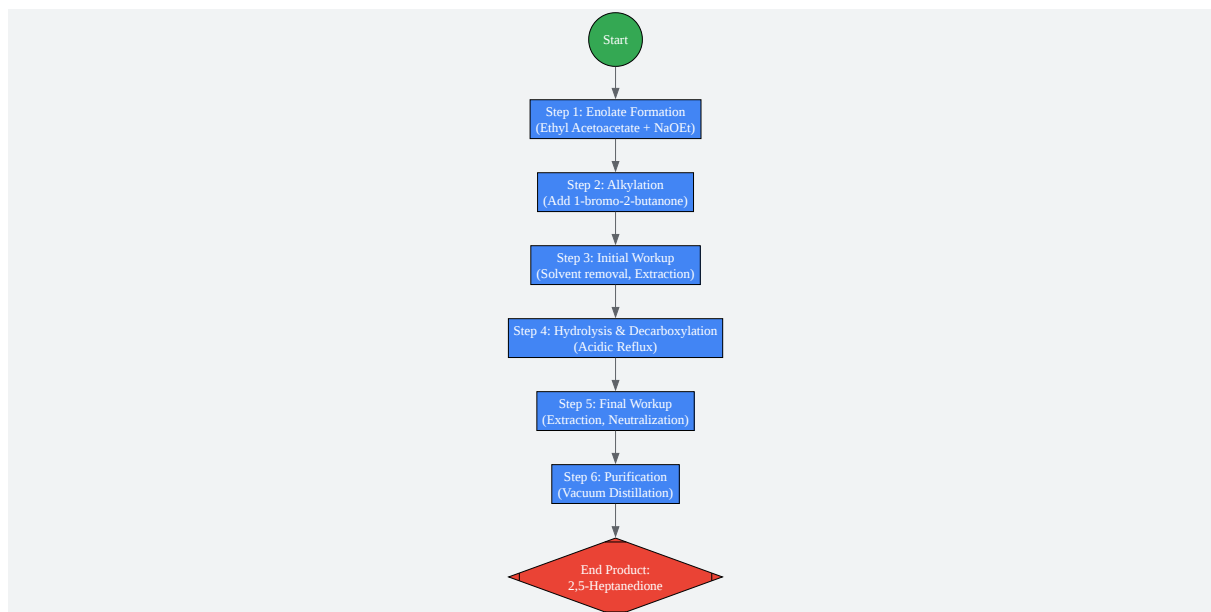 Start
Step 1: Enolate Formation
(Ethyl Acetoacetate + NaOEt)
Step 2: Alkylation
(Add 1-bromo-2-butanone)
Step 3: Initial Workup
(Solvent removal, Extraction)
Step 4: Hydrolysis & Decarboxylation
(Acidic Reflux)
Step 5: Final Workup
(Extraction, Neutralization)
Step 6: Purification
(Vacuum Distillation)
End Product:
2,5-Heptanedione